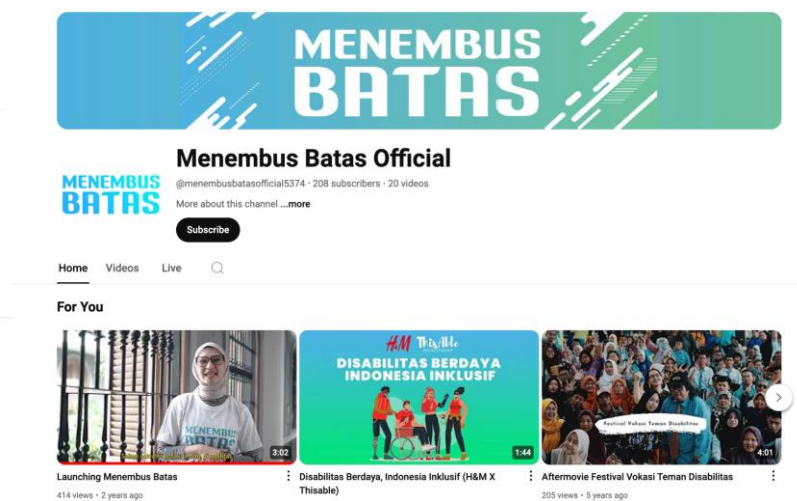 MENEMBUS
BATAS
MENEMBUS
BATAS
Menembus Batas Official
@menembusbatasofficial5374 · 208 subscribers · 20 videos
More about this channel ...more
Subscribe
Home Videos Live
For You
MENEMBUS
BATAS
3:02
H&M ThisAble
DISABILITAS BERDAYA
INDONESIA INKLUSIF
1:44
Festival Vokasi Teman Disabilitas
4:01
Launching Menembus Batas
414 views · 2 years ago
Disabilitas Berdaya, Indonesia Inklusif (H&M X
Thisable)
Aftermovie Festival Vokasi Teman Disabilitas
205 views · 5 years ago